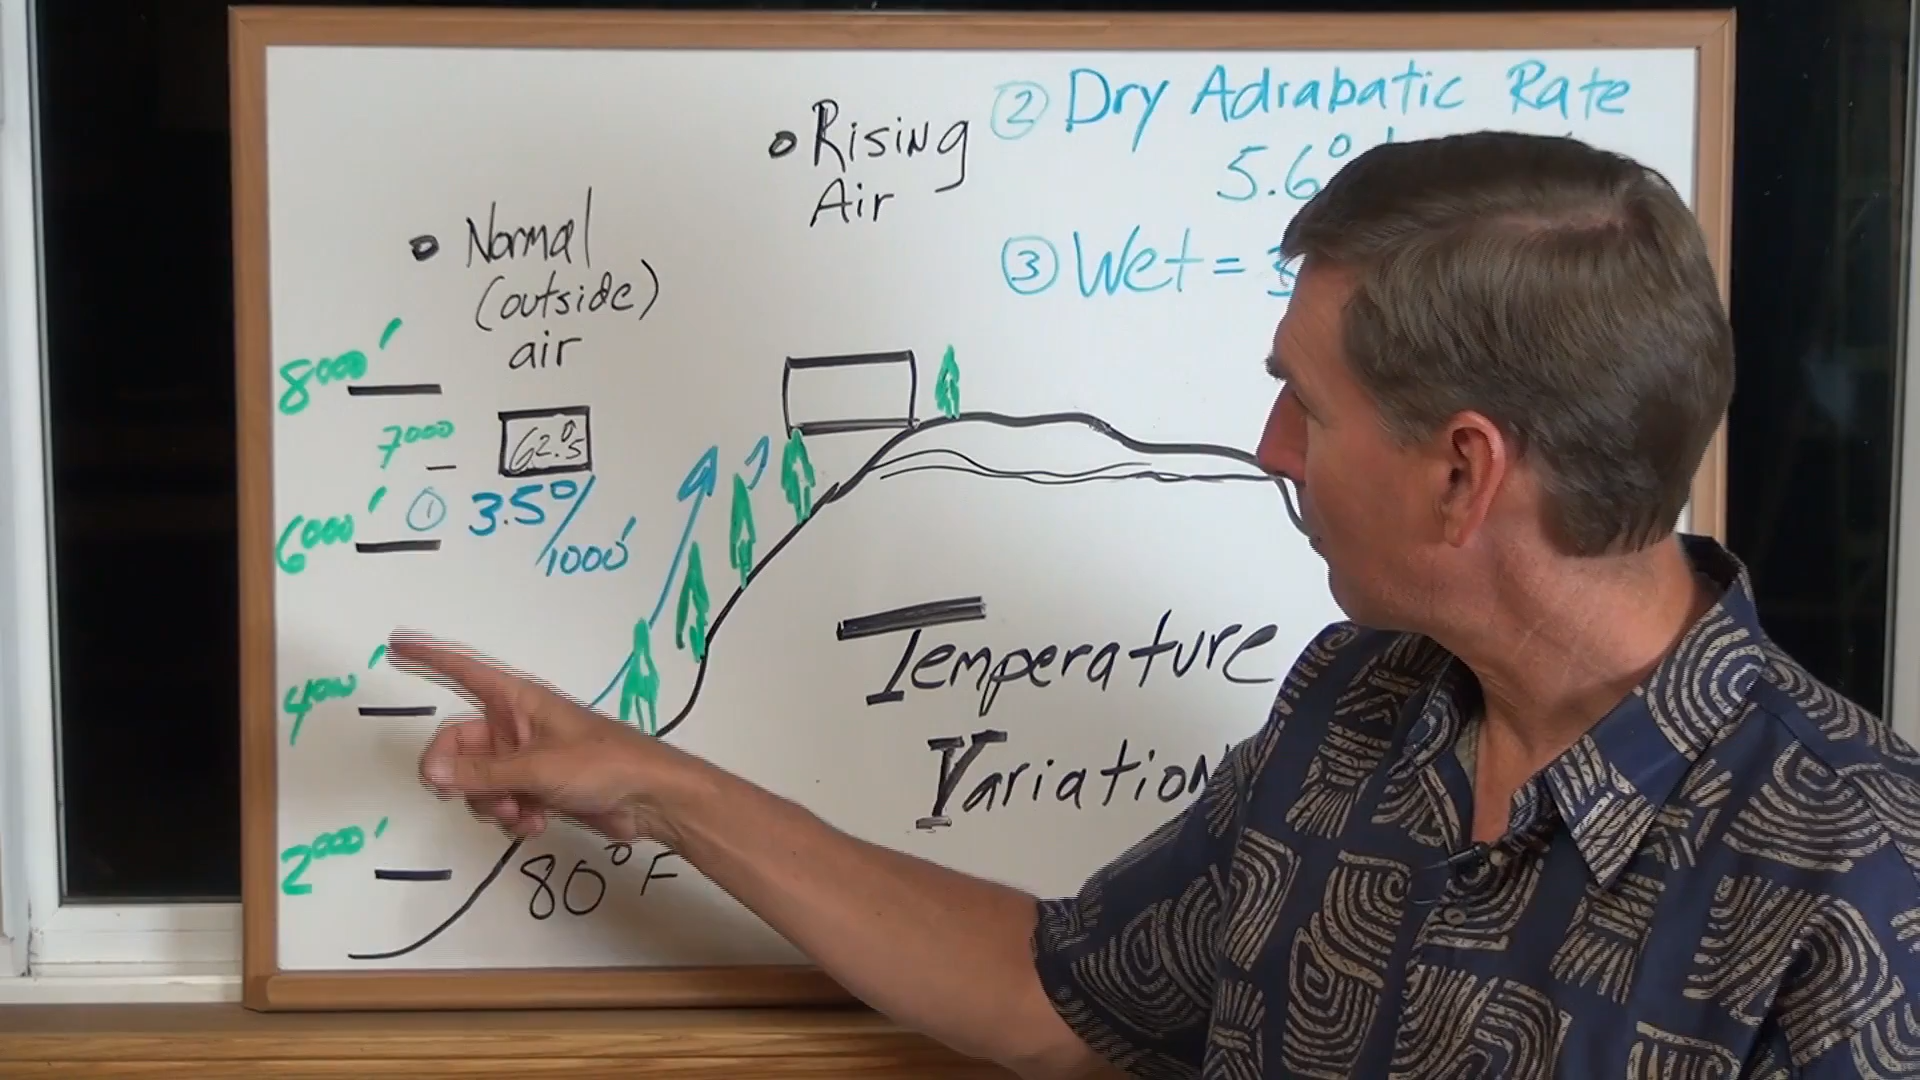 ② Dry Adiabatic Rate
5.6°
③ Wet = 3
• Rising
Air
• Normal
(outside)
air
8000'
7000
62.5°
6000'
① 3.5°/
1000'
4000'
2000'
80°F
Temperature
Variation